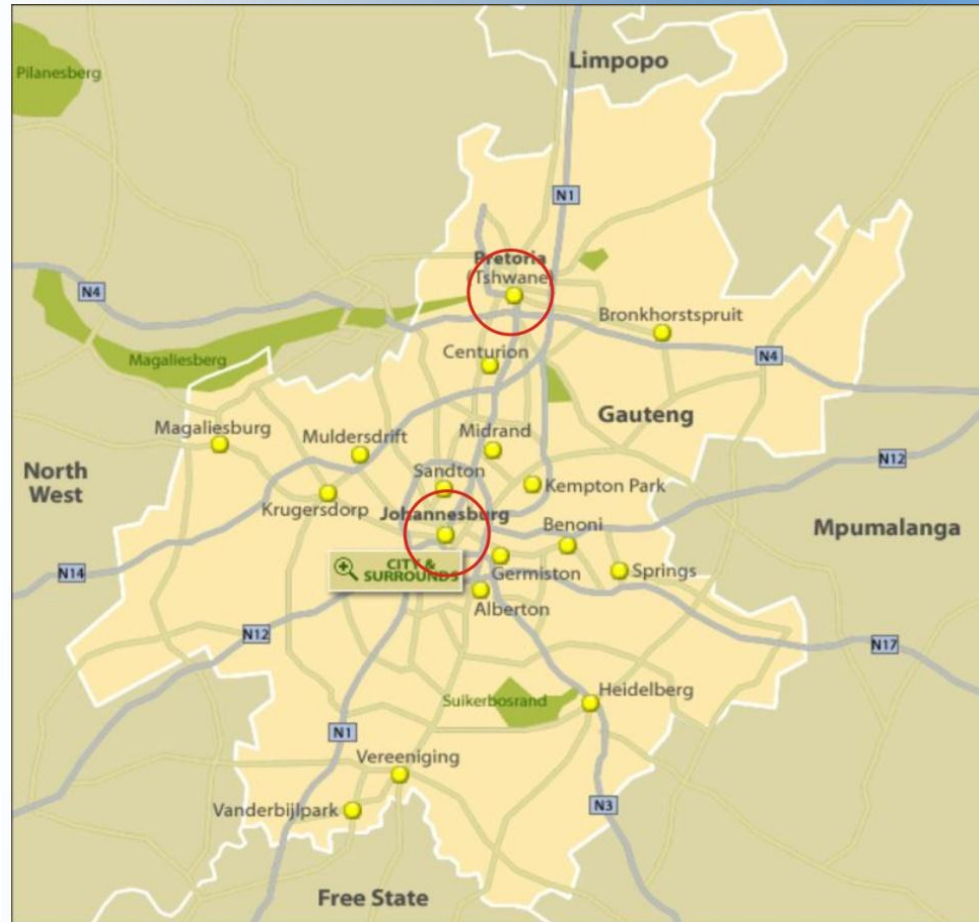 Limpopo
Pilanesberg
N1
Pretoria
(Tshwane)
N4
Bronkhorstspruit
Magaliesberg
Centurion
N4
Gauteng
Magaliesburg
Muldersdrift
Midrand
N12
North
West
Sandton
Kempton Park
Krugersdorp
Johannesburg
Benoni
Mpumalanga
CITY &
SURROUNDS
Germiston
Springs
N14
Alberton
N12
N17
Suikerbosrand
Heidelberg
N1
Vereeniging
Vanderbijlpark
N3
Free State